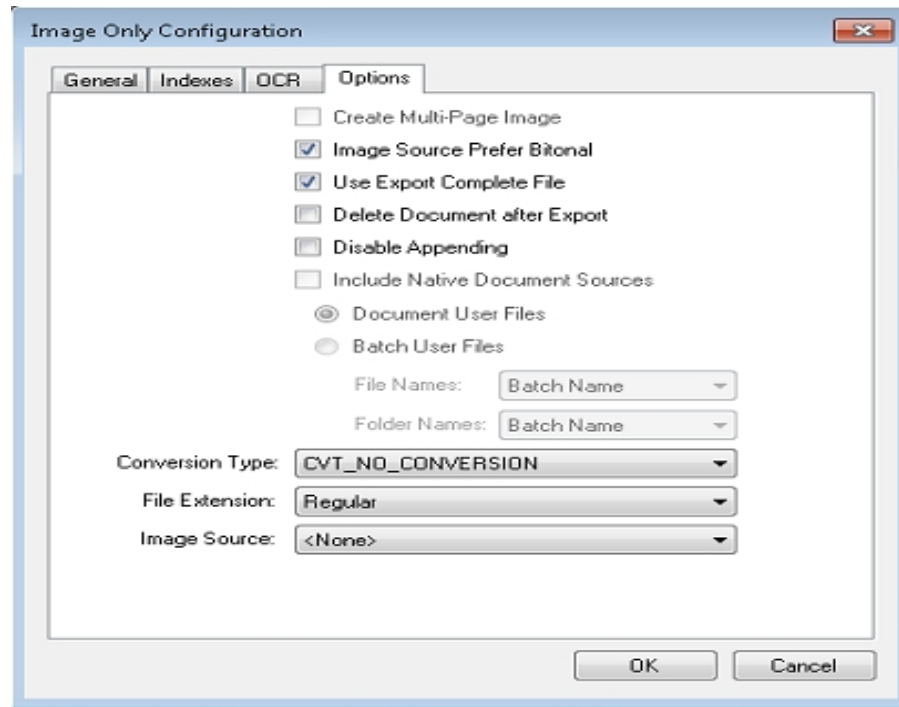 Image Only Configuration
General Indexes OCR Options
Create Multi-Page Image
Image Source Prefer Bitonal
Use Export Complete File
Delete Document after Export
Disable Appending
Include Native Document Sources
Document User Files
Batch User Files
File Names: Batch Name
Folder Names: Batch Name
Conversion Type: CVT_NO_CONVERSION
File Extension: Regular
Image Source: <None>
OK Cancel